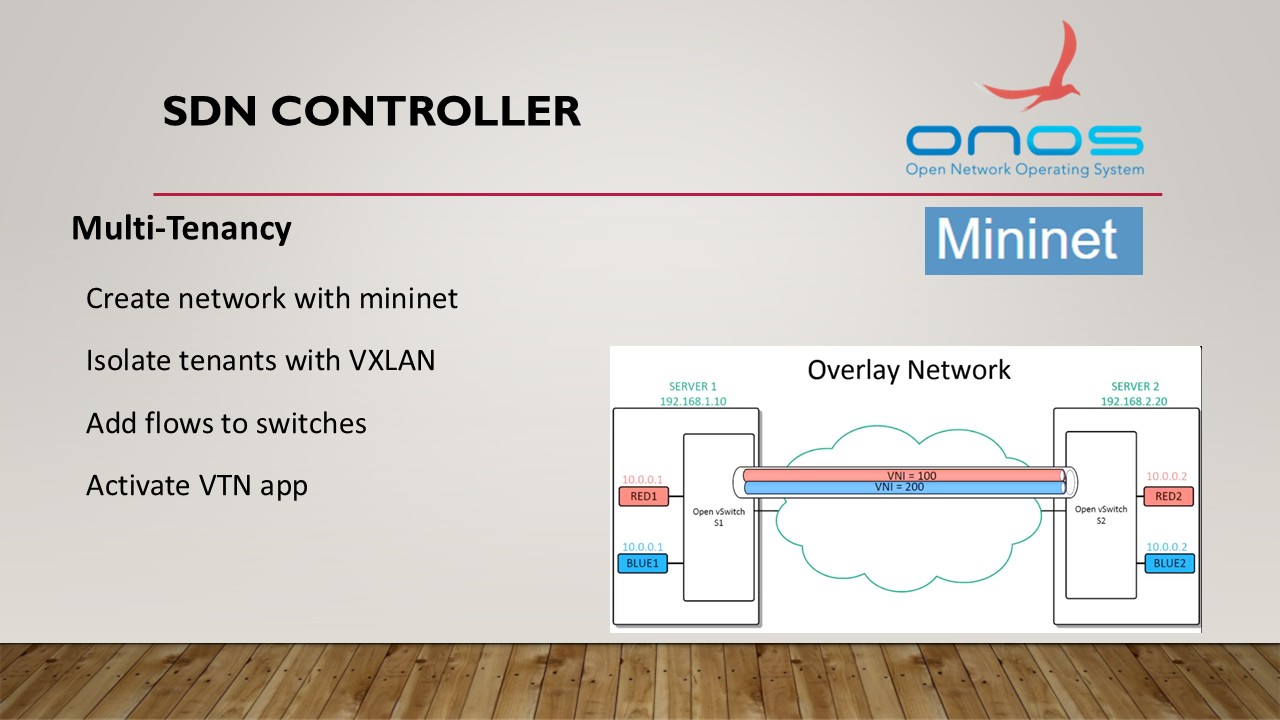 SDN CONTROLLER
onos
Open Network Operating System
Multi-Tenancy
Mininet
Create network with mininet
Isolate tenants with VXLAN
Add flows to switches
Activate VTN app
Overlay Network
SERVER 1
192.168.1.10
SERVER 2
192.168.2.20
10.0.0.1
RED1
10.0.0.1
BLUE1
Open vSwitch
S1
VNI = 100
VNI = 200
Open vSwitch
S2
10.0.0.2
RED2
10.0.0.2
BLUE2